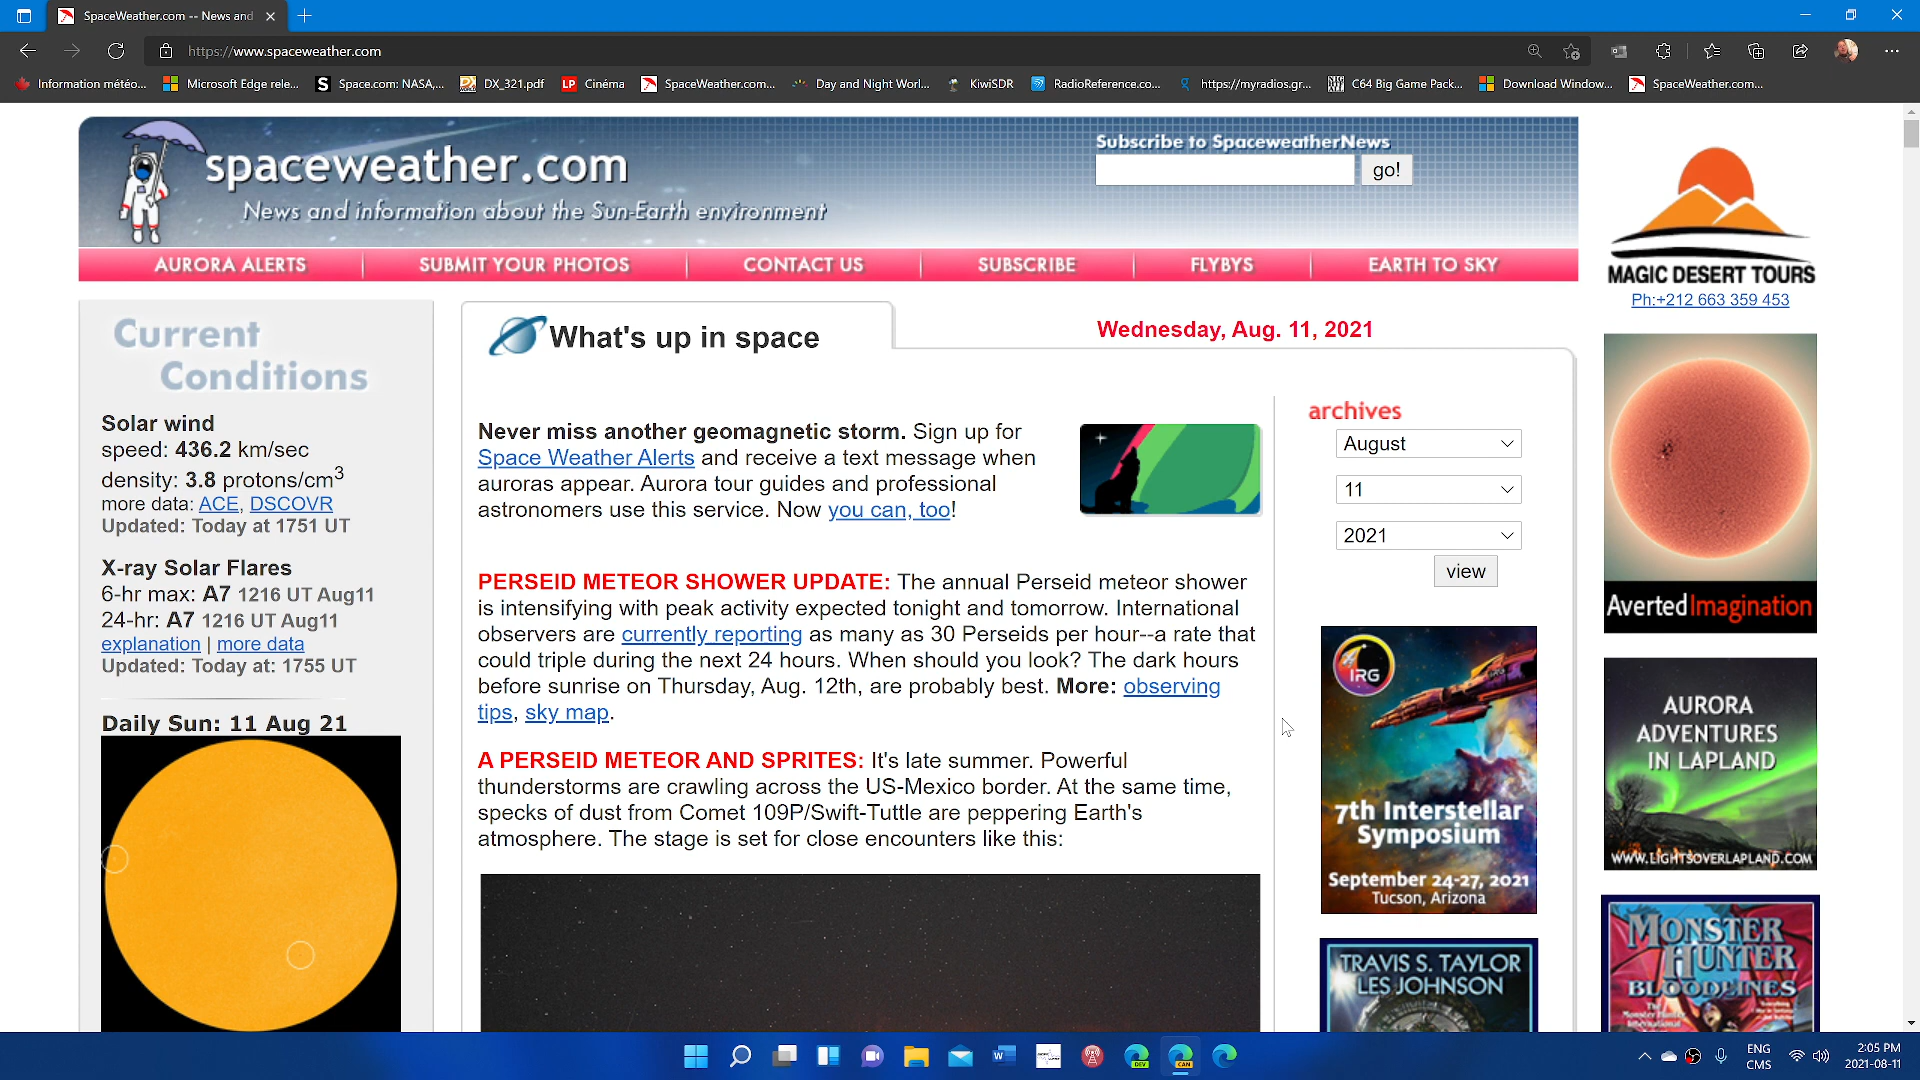 SpaceWeather.com -- News and
https://www.spaceweather.com
Information météo...
Microsoft Edge rele...
S
Space.com: NASA,...
DX_321.pdf
LP
Cinéma
SpaceWeather.com...
Day and Night Worl...
KiwiSDR
RadioReference.co...
https://myradios.gr...
C64 Big Game Pack...
Download Window...
SpaceWeather.com...
spaceweather.com
News and information about the Sun-Earth environment
Subscribe to SpaceweatherNews
go!
AURORA ALERTS
SUBMIT YOUR PHOTOS
CONTACT US
SUBSCRIBE
FLYBYS
EARTH TO SKY
Current
Conditions
Solar wind
speed: 436.2 km/sec
density: 3.8 protons/cm3
more data: ACE, DSCOVR
Updated: Today at 1751 UT
X-ray Solar Flares
6-hr max: A7 1216 UT Aug11
24-hr: A7 1216 UT Aug11
explanation | more data
Updated: Today at: 1755 UT
Daily Sun: 11 Aug 21
What's up in space
Wednesday, Aug. 11, 2021
Never miss another geomagnetic storm. Sign up for
Space Weather Alerts and receive a text message when
auroras appear. Aurora tour guides and professional
astronomers use this service. Now you can, too!
PERSEID METEOR SHOWER UPDATE: The annual Perseid meteor shower
is intensifying with peak activity expected tonight and tomorrow. International
observers are currently reporting as many as 30 Perseids per hour--a rate that
could triple during the next 24 hours. When should you look? The dark hours
before sunrise on Thursday, Aug. 12th, are probably best. More: observing
tips, sky map.
A PERSEID METEOR AND SPRITES: It's late summer. Powerful
thunderstorms are crawling across the US-Mexico border. At the same time,
specks of dust from Comet 109P/Swift-Tuttle are peppering Earth's
atmosphere. The stage is set for close encounters like this:
archives
August
11
2021
view
IRG
7th Interstellar
Symposium
September 24-27, 2021
Tucson, Arizona
TRAVIS S. TAYLOR
LES JOHNSON
MAGIC DESERT TOURS
Ph:+212 663 359 453
AvertedImagination
AURORA
ADVENTURES
IN LAPLAND
WWW.LIGHTSOVERLAPLAND.COM
MONSTER
HUNTER
BLOODLINES
DEV
CAN
ENG
CMS
2:05 PM
2021-08-11